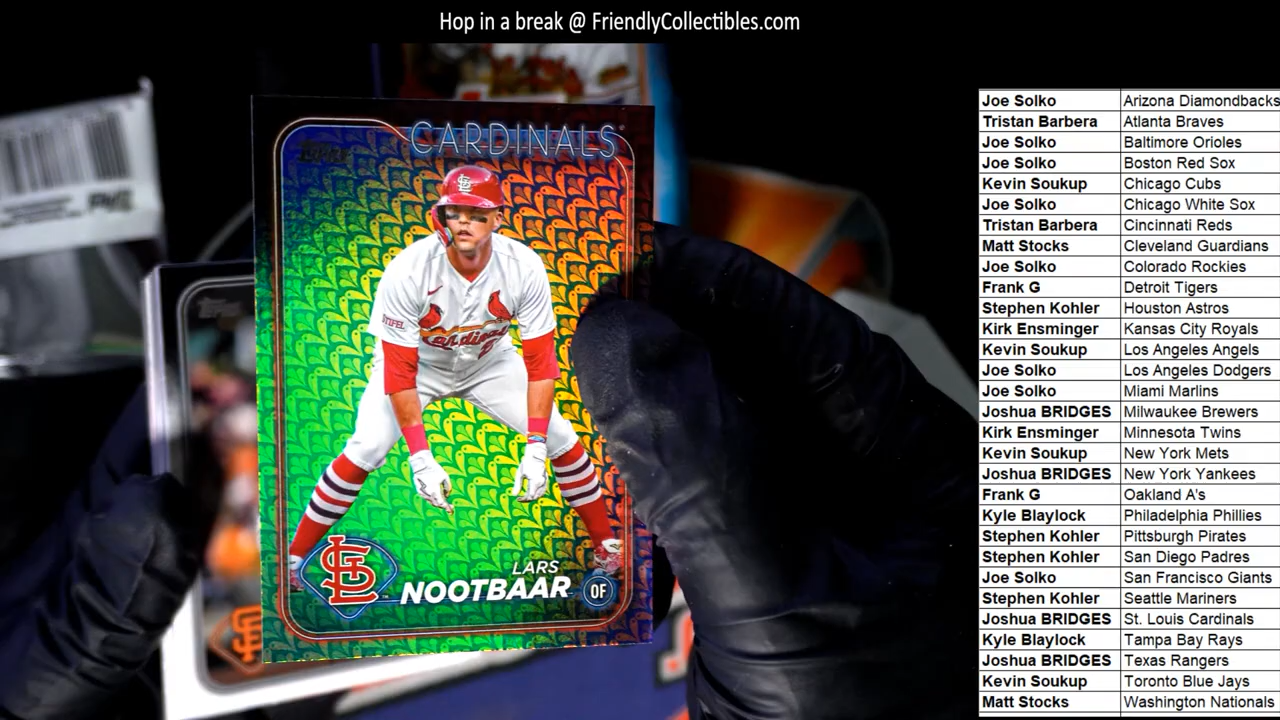 Hop in a break @ FriendlyCollectibles.com
CARDINALS
STIFEL
Cardinals
LARS
NOOTBAAR
OF
Topps
Joe Solko Arizona Diamondbacks
Tristan Barbera Atlanta Braves
Joe Solko Baltimore Orioles
Joe Solko Boston Red Sox
Kevin Soukup Chicago Cubs
Joe Solko Chicago White Sox
Tristan Barbera Cincinnati Reds
Matt Stocks Cleveland Guardians
Joe Solko Colorado Rockies
Frank G Detroit Tigers
Stephen Kohler Houston Astros
Kirk Ensminger Kansas City Royals
Kevin Soukup Los Angeles Angels
Joe Solko Los Angeles Dodgers
Joe Solko Miami Marlins
Joshua BRIDGES Milwaukee Brewers
Kirk Ensminger Minnesota Twins
Kevin Soukup New York Mets
Joshua BRIDGES New York Yankees
Frank G Oakland A's
Kyle Blaylock Philadelphia Phillies
Stephen Kohler Pittsburgh Pirates
Stephen Kohler San Diego Padres
Joe Solko San Francisco Giants
Stephen Kohler Seattle Mariners
Joshua BRIDGES St. Louis Cardinals
Kyle Blaylock Tampa Bay Rays
Joshua BRIDGES Texas Rangers
Kevin Soukup Toronto Blue Jays
Matt Stocks Washington Nationals